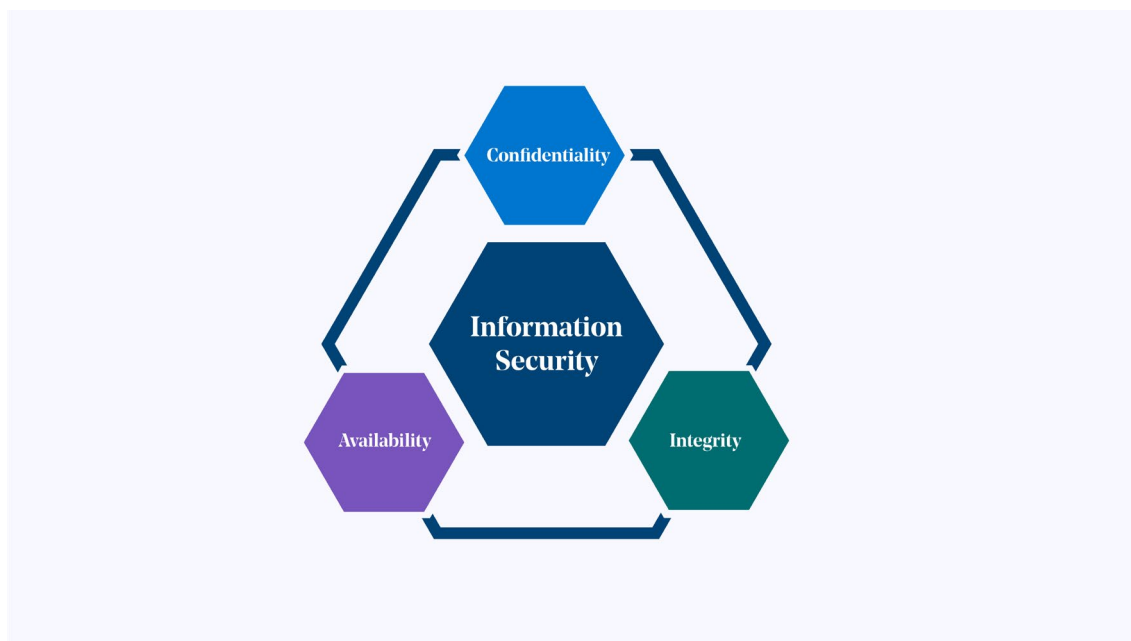 Confidentiality
Information
Security
Availability
Integrity